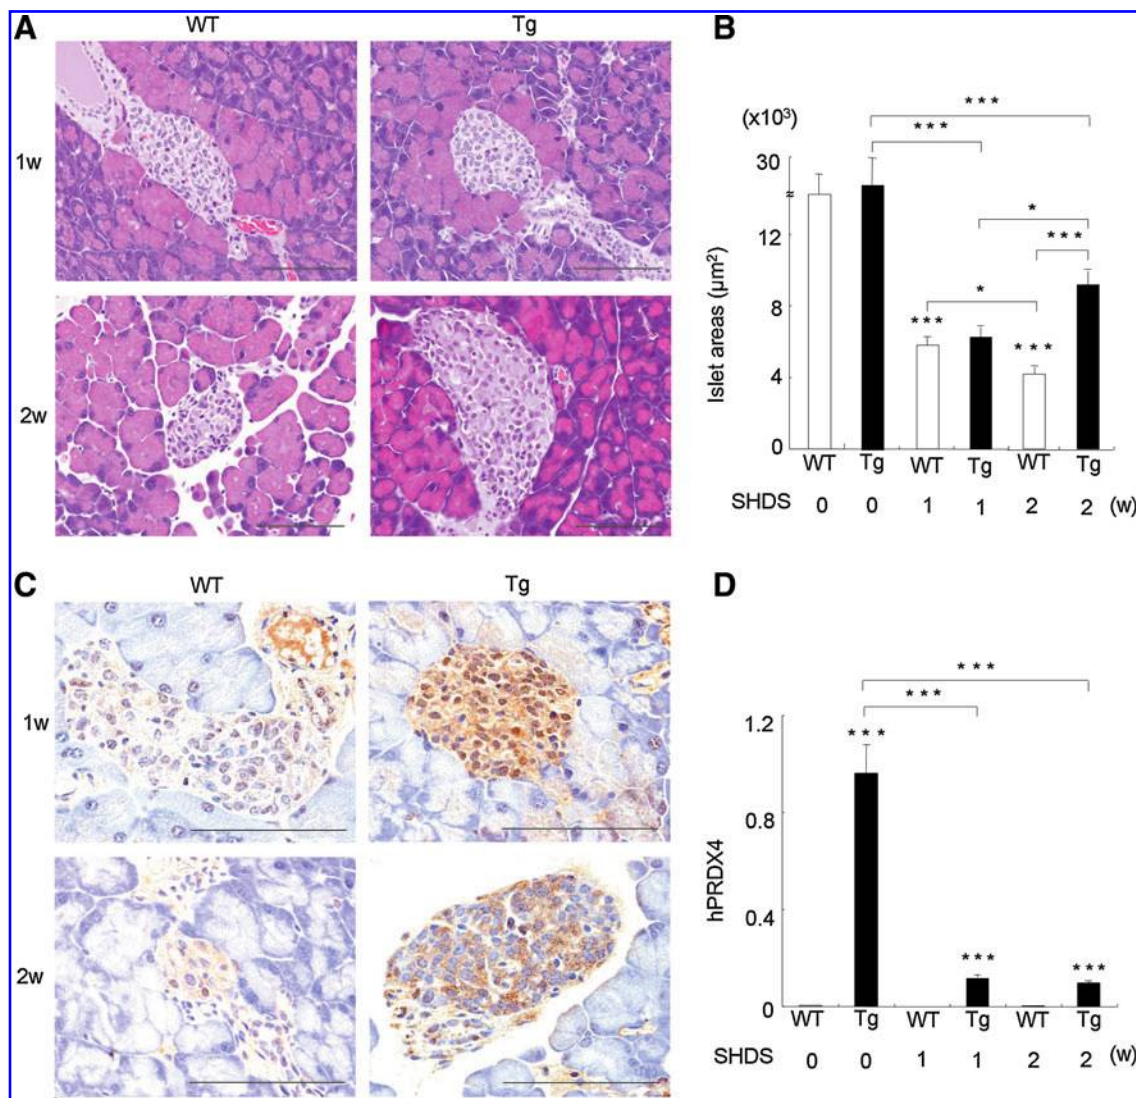 A
WT
Tg
1w
2w
B
(x10³)
Islet areas (µm²)
30
≈
12
8
4
0
***
***
*
***
*
***
***
WT Tg WT Tg WT Tg
SHDS 0 0 1 1 2 2 (w)
C
WT
Tg
1w
2w
D
hPRDX4
1.2
0.8
0.4
0
***
***
***
***
***
WT Tg WT Tg WT Tg
SHDS 0 0 1 1 2 2 (w)